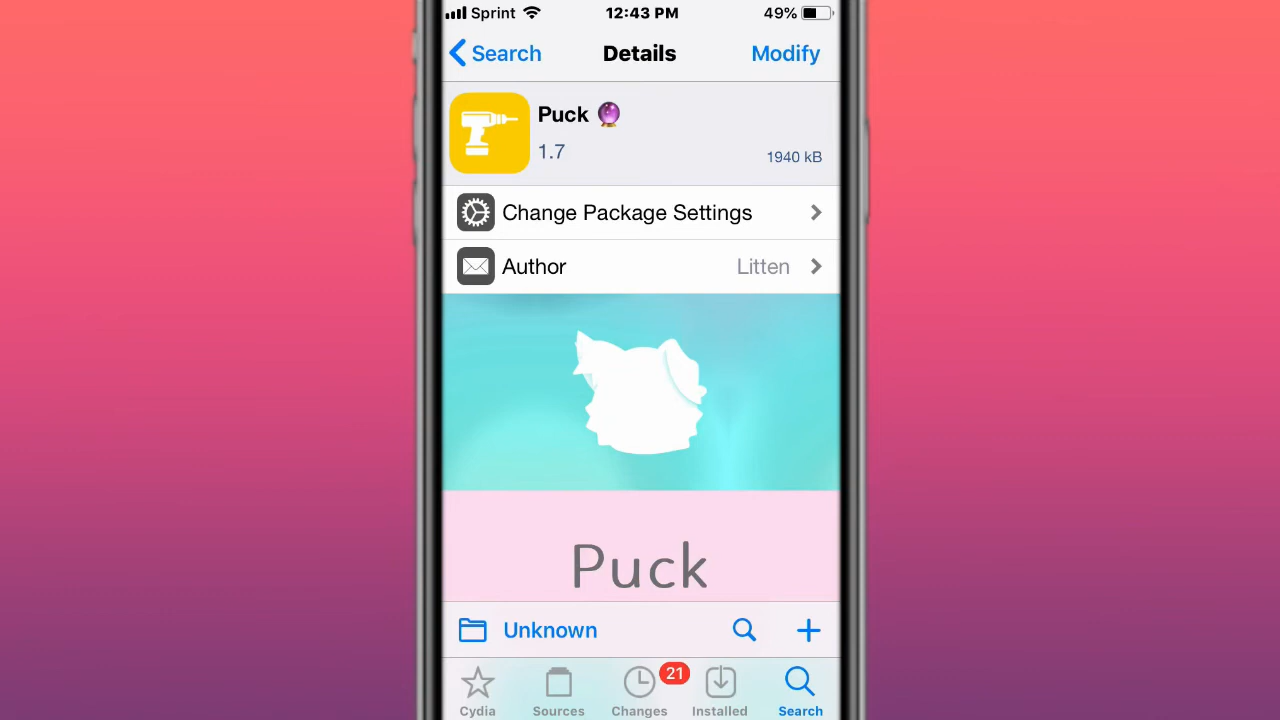 Sprint 12:43 PM 49%
Search Details Modify
Puck
1.7 1940 kB
Change Package Settings
Author Litten
Puck
Unknown
21
Cydia Sources Changes Installed Search